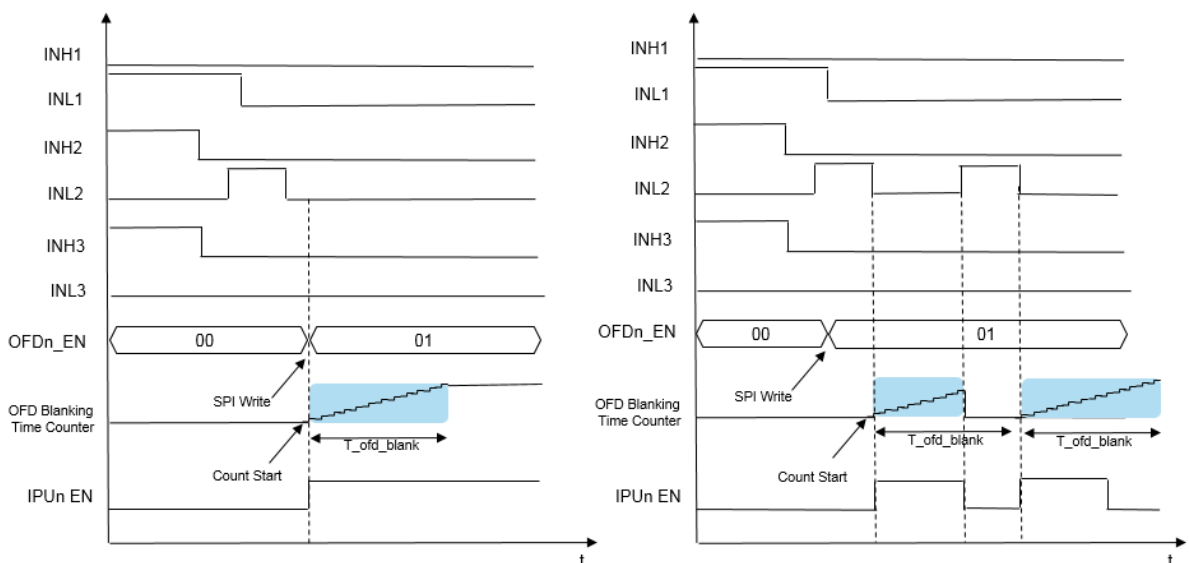 INH1
INL1
INH2
INL2
INH3
INL3
OFDn_EN
00
01
SPI Write
OFD Blanking
Time Counter
T_ofd_blank
Count Start
IPUn EN
t
INH1
INL1
INH2
INL2
INH3
INL3
OFDn_EN
00
01
SPI Write
OFD Blanking
Time Counter
T_ofd_blank
T_ofd_blank
Count Start
IPUn EN
t